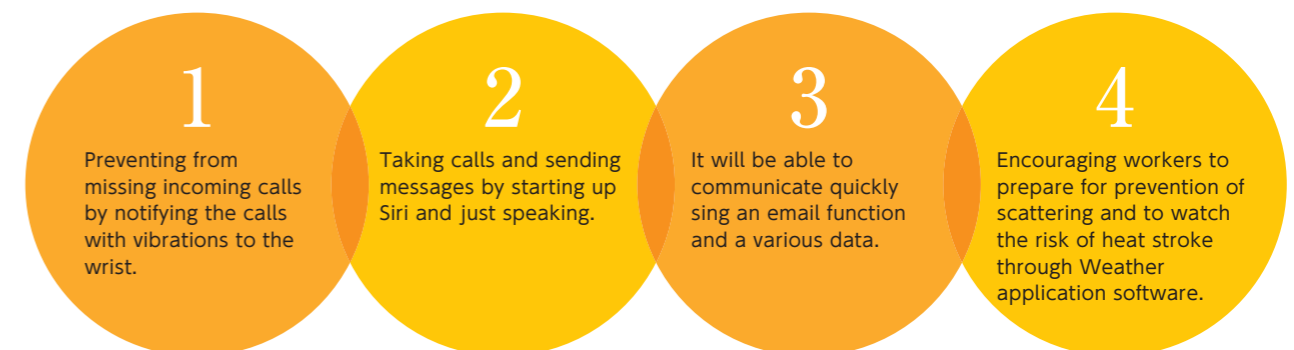 1
Preventing from
missing incoming calls
by notifying the calls
with vibrations to the
wrist.
2
Taking calls and sending
messages by starting up
Siri and just speaking.
3
It will be able to
communicate quickly
sing an email function
and a various data.
4
Encouraging workers to
prepare for prevention of
scattering and to watch
the risk of heat stroke
through Weather
application software.